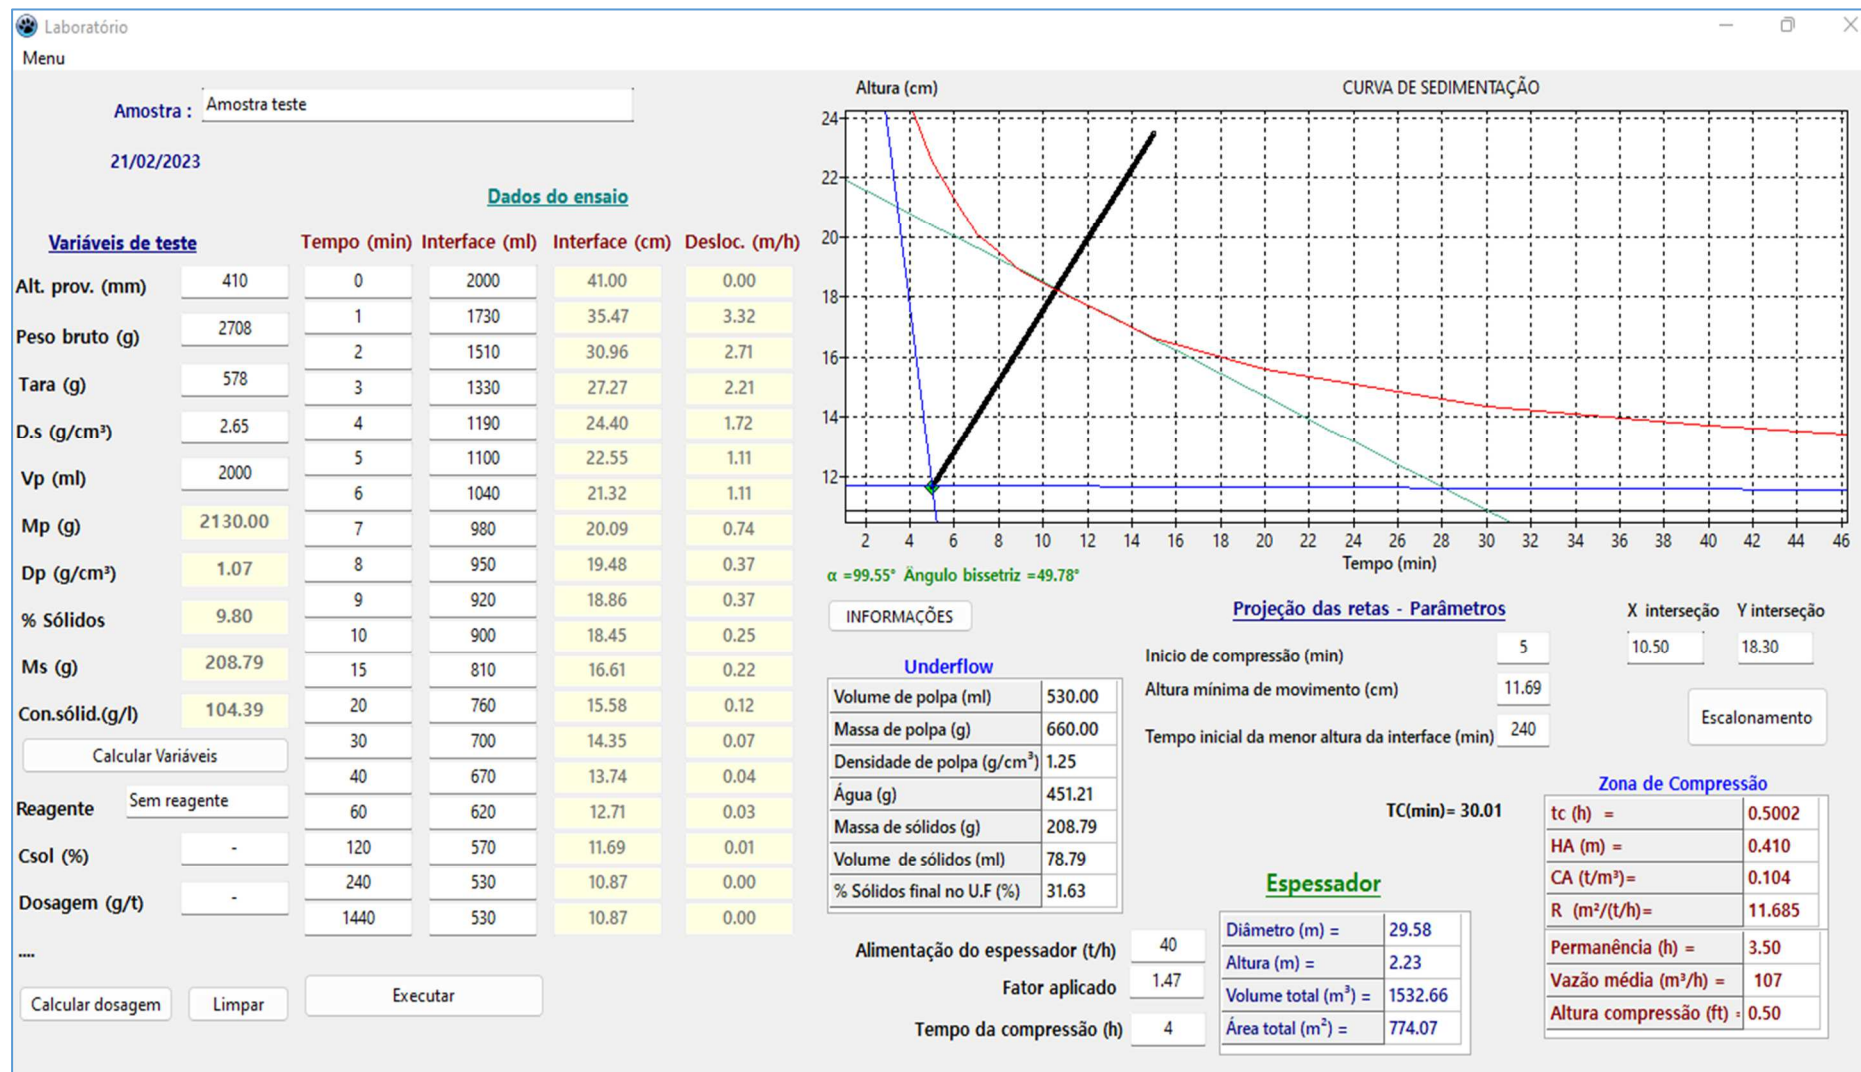 Laboratório
Menu
Amostra : Amostra teste
21/02/2023
Dados do ensaio
Variáveis de teste
Alt. prov. (mm) 410
Peso bruto (g) 2708
Tara (g) 578
D.s (g/cm³) 2.65
Vp (ml) 2000
Mp (g) 2130.00
Dp (g/cm³) 1.07
% Sólidos 9.80
Ms (g) 208.79
Con.sólid.(g/l) 104.39
Calcular Variáveis
Reagente Sem reagente
Csol (%) -
Dosagem (g/t) -
....
Calcular dosagem Limpar
Tempo (min) Interface (ml) Interface (cm) Desloc. (m/h)
0 2000 41.00 0.00
1 1730 35.47 3.32
2 1510 30.96 2.71
3 1330 27.27 2.21
4 1190 24.40 1.72
5 1100 22.55 1.11
6 1040 21.32 1.11
7 980 20.09 0.74
8 950 19.48 0.37
9 920 18.86 0.37
10 900 18.45 0.25
15 810 16.61 0.22
20 760 15.58 0.12
30 700 14.35 0.07
40 670 13.74 0.04
60 620 12.71 0.03
120 570 11.69 0.01
240 530 10.87 0.00
1440 530 10.87 0.00
Executar
Altura (cm) CURVA DE SEDIMENTAÇÃO
24
22
20
18
16
14
12
2 4 6 8 10 12 14 16 18 20 22 24 26 28 30 32 34 36 38 40 42 44 46
Tempo (min)
α =99.55° Ângulo bissetriz =49.78°
INFORMAÇÕES
Underflow
Volume de polpa (ml) 530.00
Massa de polpa (g) 660.00
Densidade de polpa (g/cm³) 1.25
Água (g) 451.21
Massa de sólidos (g) 208.79
Volume de sólidos (ml) 78.79
% Sólidos final no U.F (%) 31.63
Projeção das retas - Parâmetros
Inicio de compressão (min) 5
Altura mínima de movimento (cm) 11.69
Tempo inicial da menor altura da interface (min) 240
X interseção Y interseção
10.50 18.30
Escalonamento
TC(min)= 30.01
Zona de Compressão
tc (h) = 0.5002
HA (m) = 0.410
CA (t/m³)= 0.104
R (m²/(t/h)= 11.685
Permanência (h) = 3.50
Vazão média (m³/h) = 107
Altura compressão (ft) : 0.50
Alimentação do espessador (t/h) 40
Fator aplicado 1.47
Tempo da compressão (h) 4
Espessador
Diâmetro (m) = 29.58
Altura (m) = 2.23
Volume total (m³) = 1532.66
Área total (m²) = 774.07